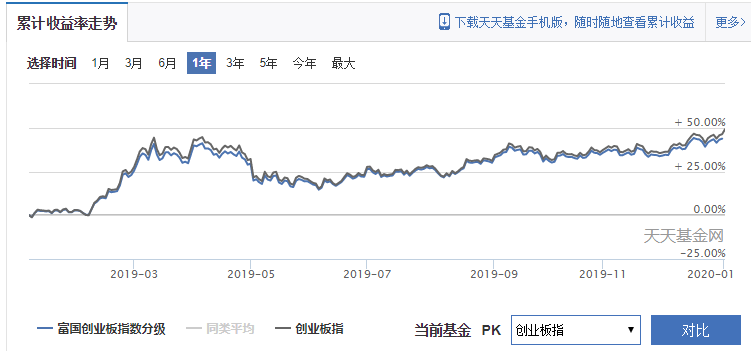 累计收益率走势 下载天天基金手机版，随时随地查看累计收益 更多>
选择时间 1月 3月 6月 1年 3年 5年 今年 最大
+ 50.00%
+ 25.00%
0.00%
天天基金网
-25.00%
2019-03 2019-05 2019-07 2019-09 2019-11 2020-01
富国创业板指数分级 同类平均 创业板指 当前基金 PK 创业板指 对比